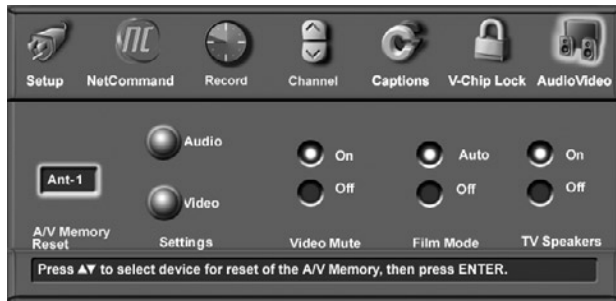 NC
Setup NetCommand Record Channel Captions V-Chip Lock AudioVideo
Audio On Auto On
Ant-1 Video Off Off Off
A/V Memory
Reset Settings Video Mute Film Mode TV Speakers
Press ▲▼ to select device for reset of the A/V Memory, then press ENTER.